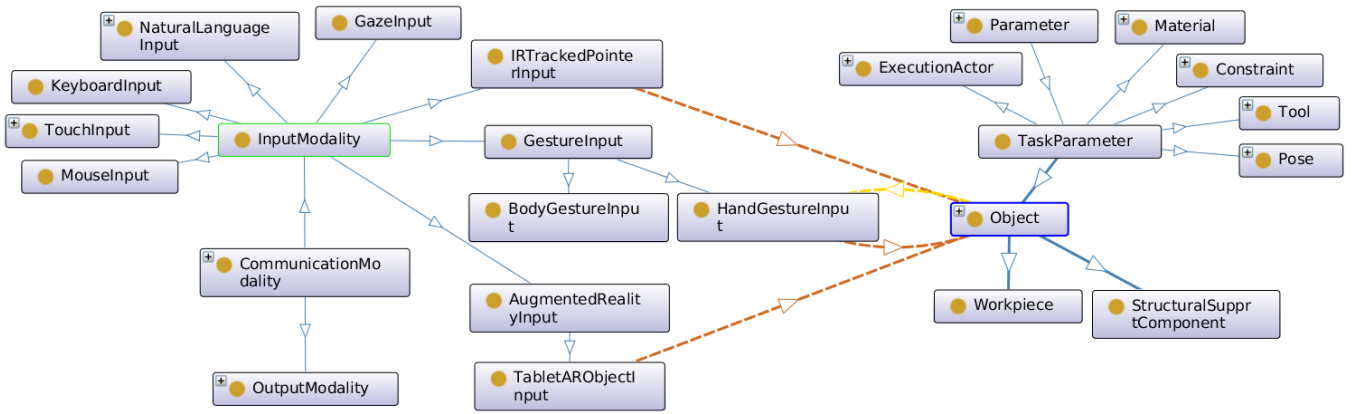 NaturalLanguage
Input
GazeInput
KeyboardInput
IRTrackedPointe
rInput
TouchInput
InputModality
MouseInput
GestureInput
BodyGestureInpu
t
HandGestureInpu
t
CommunicationMo
dality
AugmentedRealit
yInput
OutputModality
TabletARObjectI
nput
Parameter
Material
ExecutionActor
Constraint
Tool
TaskParameter
Pose
Object
Workpiece
StructuralSuppr
tComponent